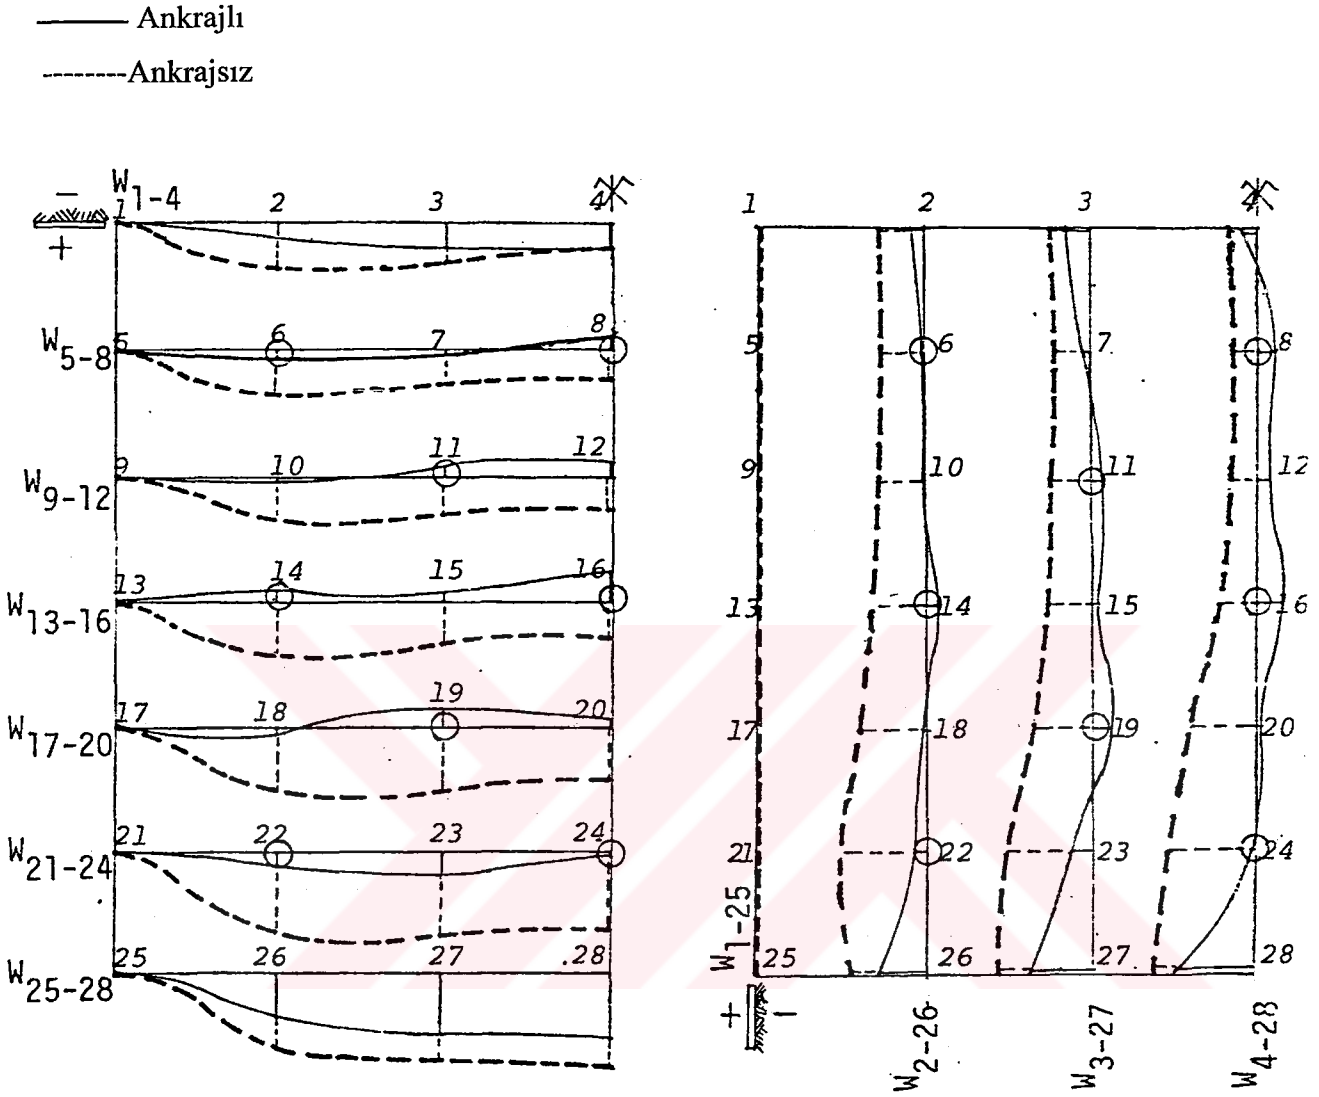 Ankrajlı
Ankrajsız
W1-4
1 2 3 4
-
+
W5-8
5 6 7 8
W9-12
9 10 11 12
W13-16
13 14 15 16
W17-20
17 18 19 20
W21-24
21 22 23 24
W25-28
25 26 27 28
1 2 3 4
5 6 7 8
9 10 11 12
13 14 15 16
17 18 19 20
21 22 23 24
25 26 27 28
W1-25
+ -
W2-26
W3-27
W4-28